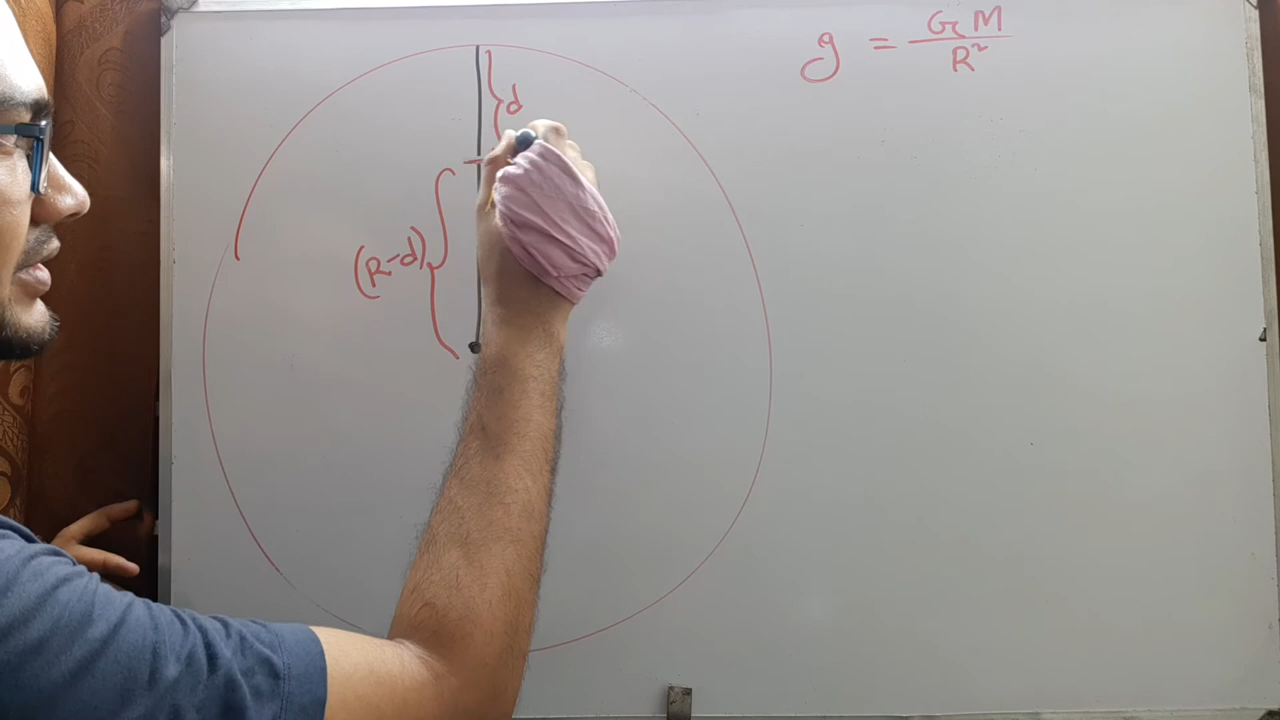 g = GM / R²
d
(R-d)